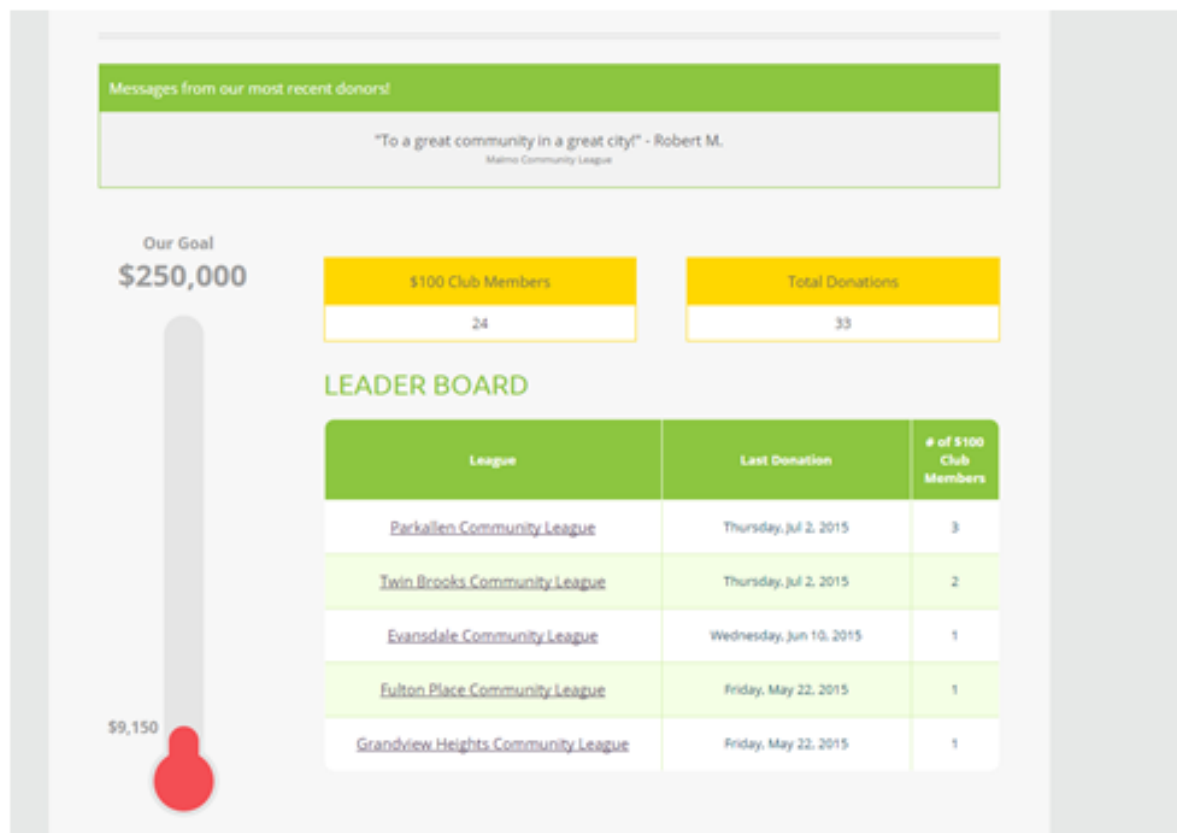 Messages from our most recent donors!
"To a great community in a great city!" - Robert M.
Malmo Community League
Our Goal
$250,000
$100 Club Members
Total Donations
24
33
LEADER BOARD
League
Last Donation
# of $100
Club
Members
Parkallen Community League
Thursday, Jul 2, 2015
3
Twin Brooks Community League
Thursday, Jul 2, 2015
2
Evansdale Community League
Wednesday, Jun 10, 2015
1
Fulton Place Community League
Friday, May 22, 2015
1
$9,150
Grandview Heights Community League
Friday, May 22, 2015
1